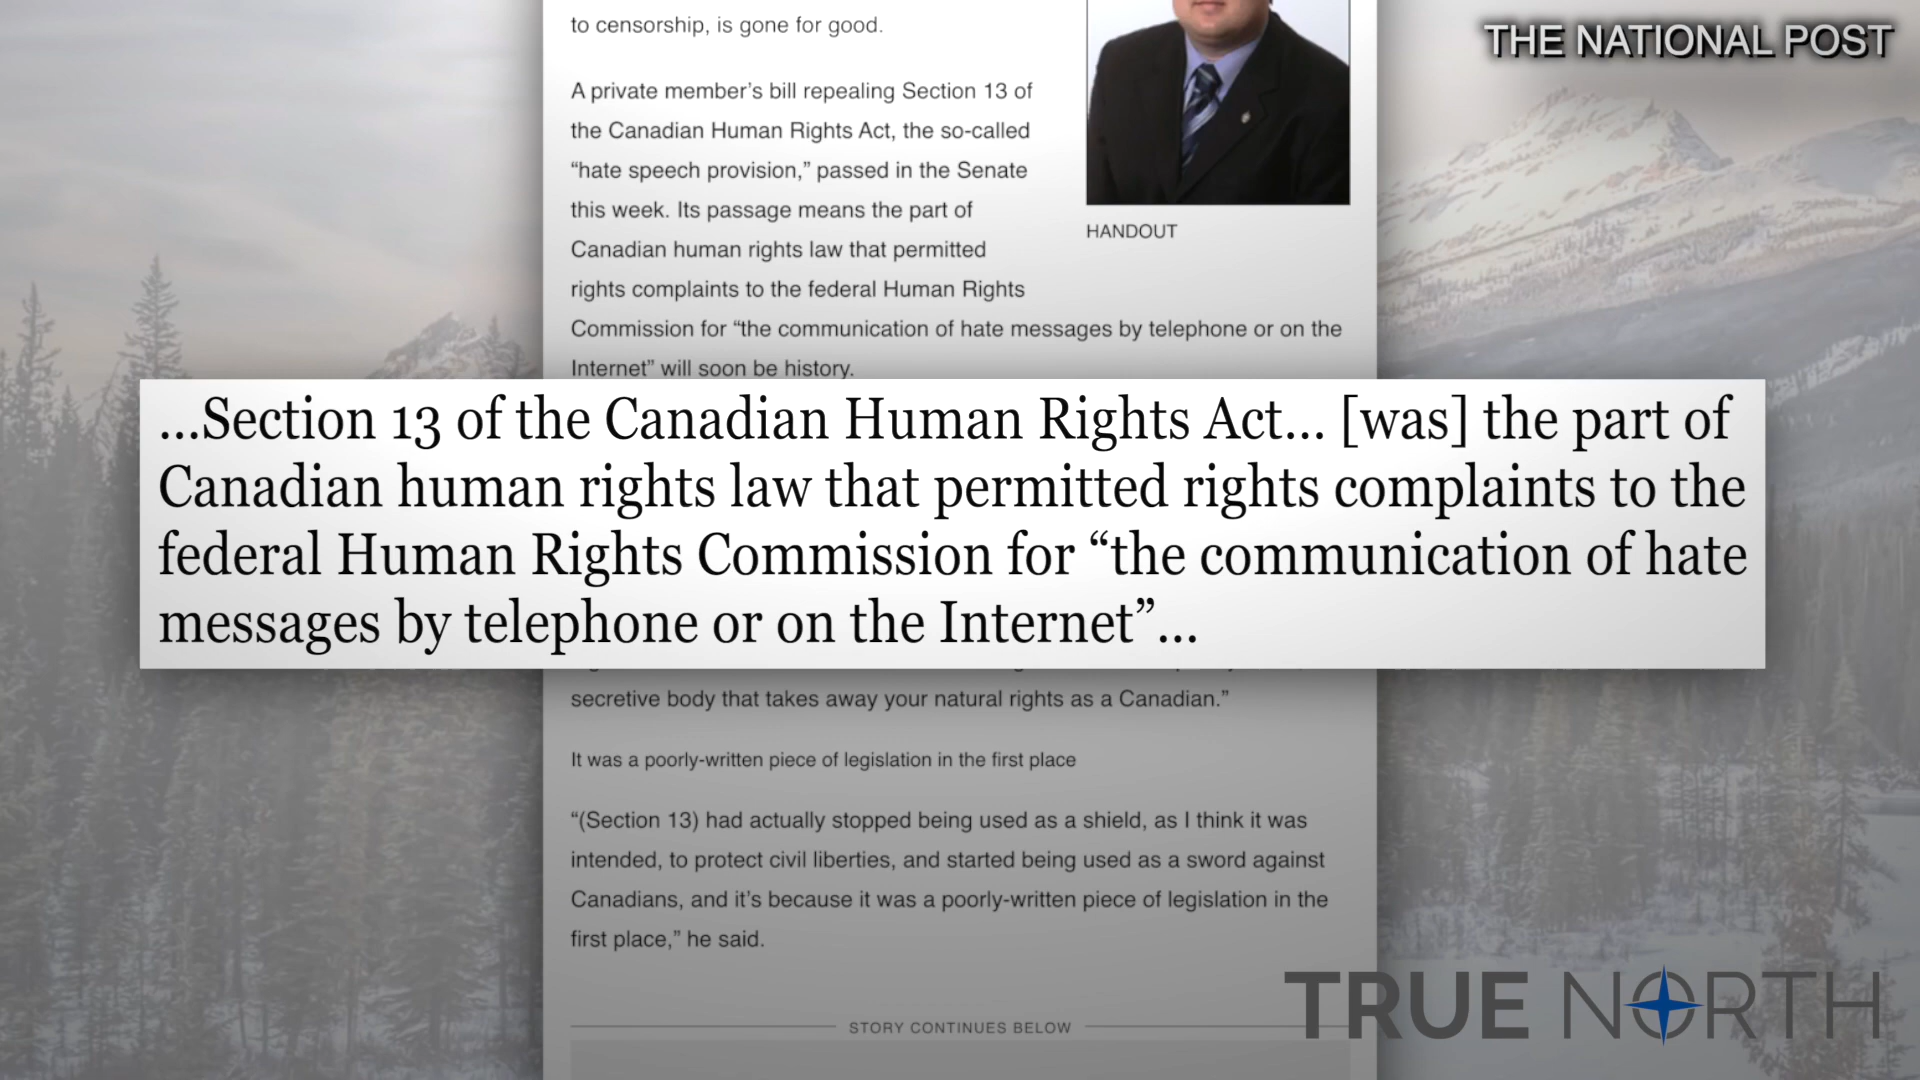 THE NATIONAL POST
to censorship, is gone for good.
A private member’s bill repealing Section 13 of
the Canadian Human Rights Act, the so-called
“hate speech provision,” passed in the Senate
this week. Its passage means the part of
Canadian human rights law that permitted
rights complaints to the federal Human Rights
Commission for “the communication of hate messages by telephone or on the
Internet” will soon be history.
HANDOUT
...Section 13 of the Canadian Human Rights Act... [was] the part of
Canadian human rights law that permitted rights complaints to the
federal Human Rights Commission for “the communication of hate
messages by telephone or on the Internet”...
secretive body that takes away your natural rights as a Canadian.”
It was a poorly-written piece of legislation in the first place
“(Section 13) had actually stopped being used as a shield, as I think it was
intended, to protect civil liberties, and started being used as a sword against
Canadians, and it’s because it was a poorly-written piece of legislation in the
first place,” he said.
STORY CONTINUES BELOW
TRUE NORTH